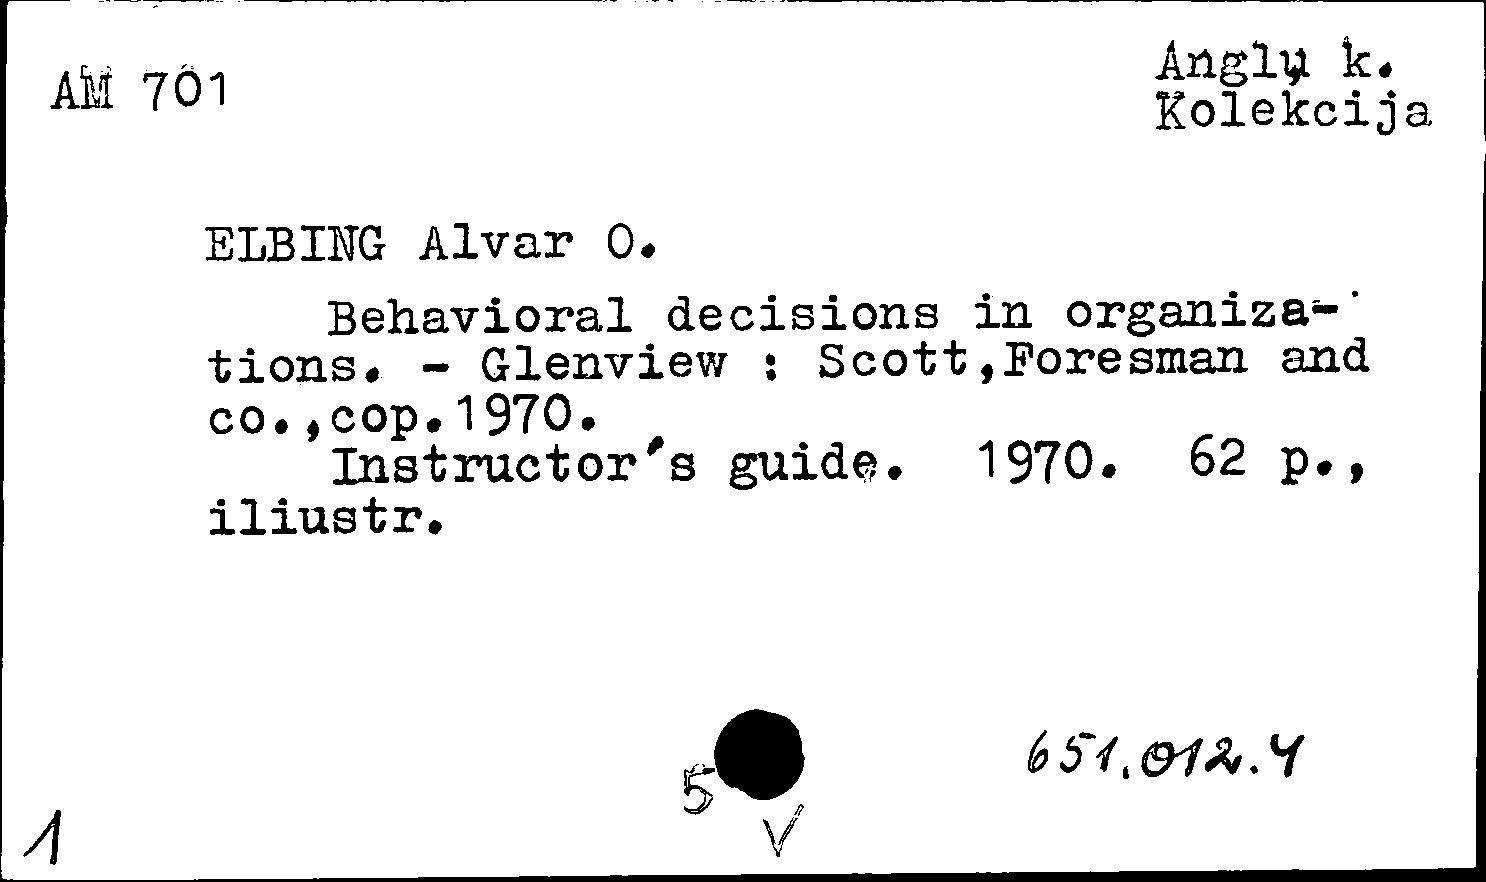 AM 701
Anglų k.
Kolekcija
ELBING Alvar O.
Behavioral decisions in organiza-
tions. - Glenview : Scott,Foresman and
co.,cop.1970.
Instructor's guide. 1970. 62 p.,
iliustr.
651.012.4
5
V
1